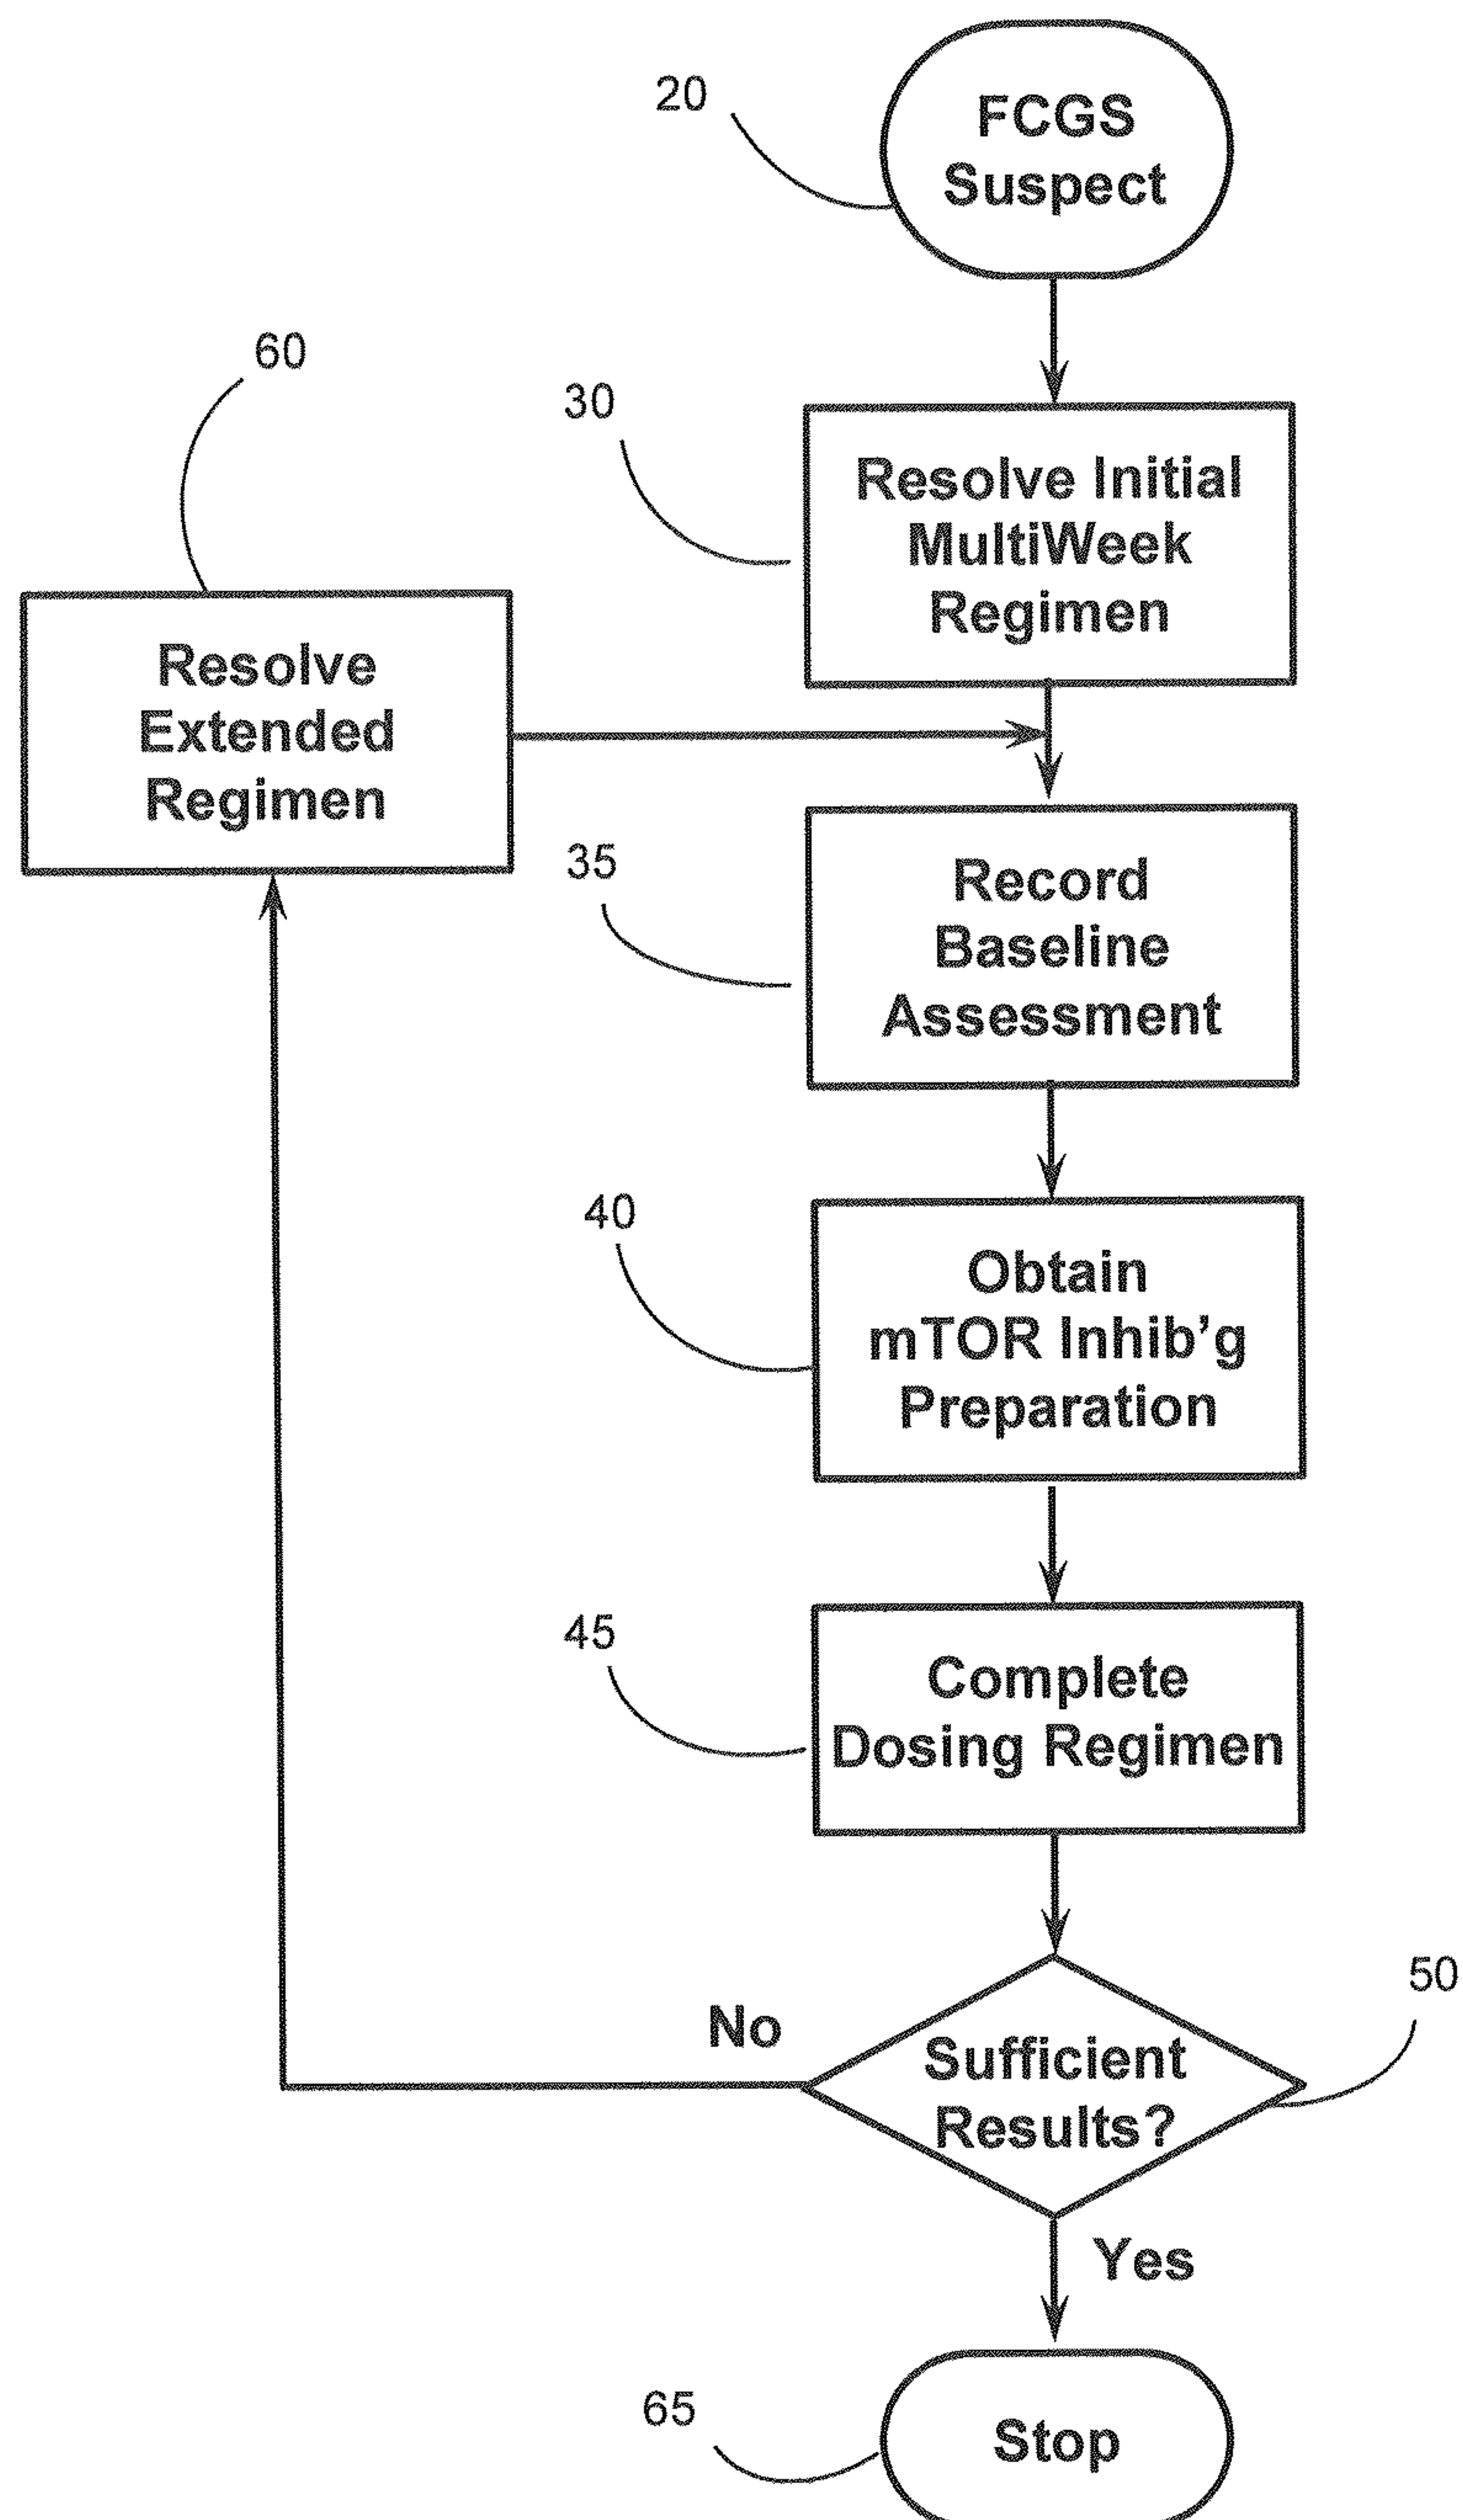 20
FCGS
Suspect
60
30
Resolve Initial
MultiWeek
Regimen
Resolve
Extended
Regimen
35
Record
Baseline
Assessment
40
Obtain
mTOR Inhib'g
Preparation
45
Complete
Dosing Regimen
50
No
Sufficient
Results?
Yes
65
Stop